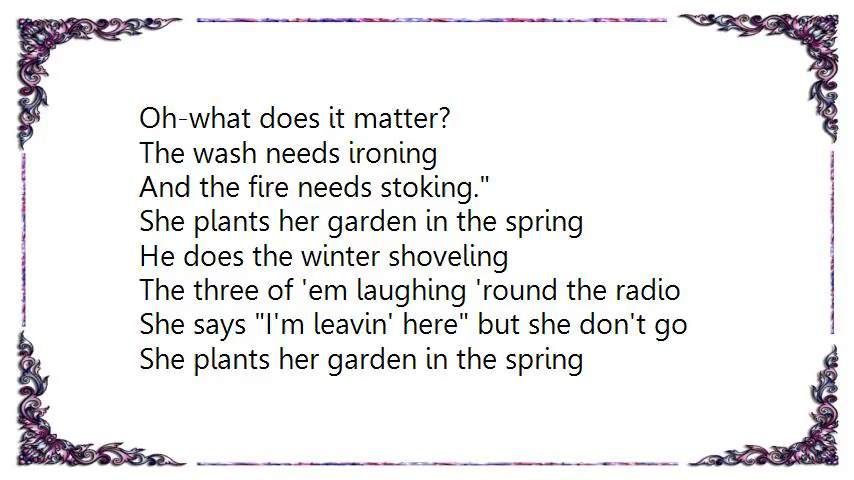 Oh-what does it matter?
The wash needs ironing
And the fire needs stoking."
She plants her garden in the spring
He does the winter shoveling
The three of 'em laughing 'round the radio
She says "I'm leavin' here" but she don't go
She plants her garden in the spring